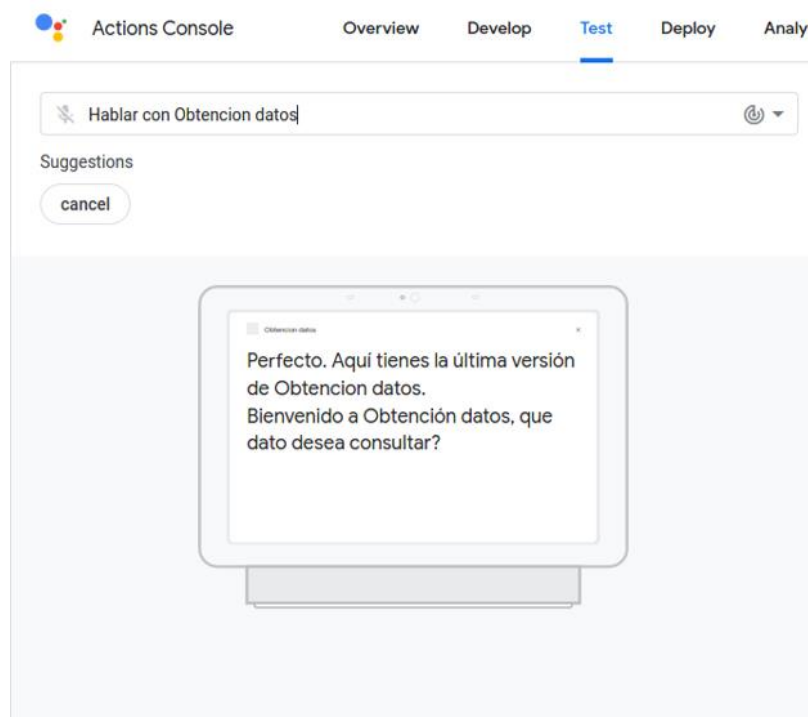 Actions Console
Overview
Develop
Test
Deploy
Analy
Hablar con Obtencion datos
Suggestions
cancel
Obtencion datos
Perfecto. Aquí tienes la última versión
de Obtencion datos.
Bienvenido a Obtención datos, que
dato desea consultar?